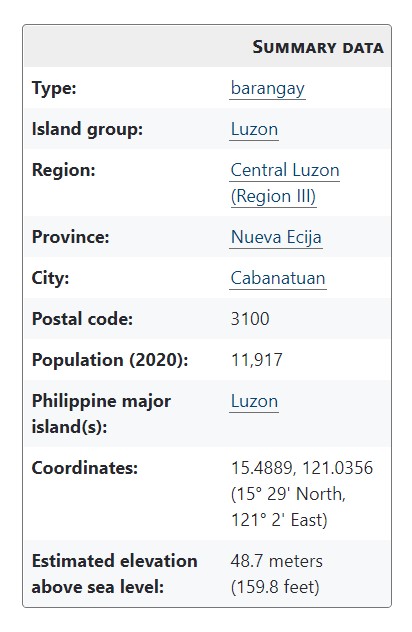 SUMMARY DATA
Type: barangay
Island group: Luzon
Region: Central Luzon
(Region III)
Province: Nueva Ecija
City: Cabanatuan
Postal code: 3100
Population (2020): 11,917
Philippine major Luzon
island(s):
Coordinates: 15.4889, 121.0356
(15° 29' North,
121° 2' East)
Estimated elevation 48.7 meters
above sea level: (159.8 feet)